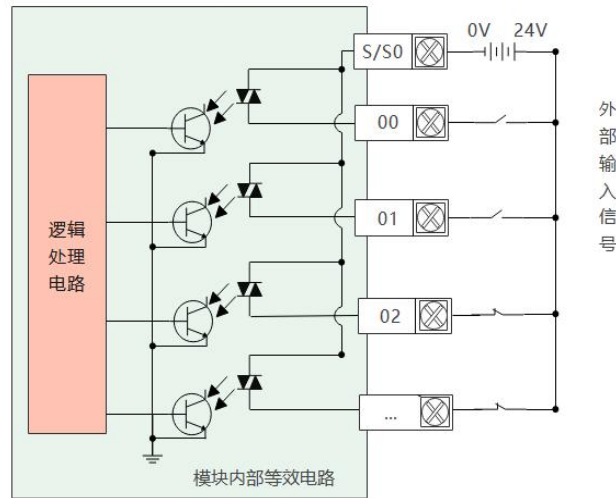 0V 24V
S/S0
00
01
02
...
逻辑
处理
电路
外
部
输
入
信
号
模块内部等效电路